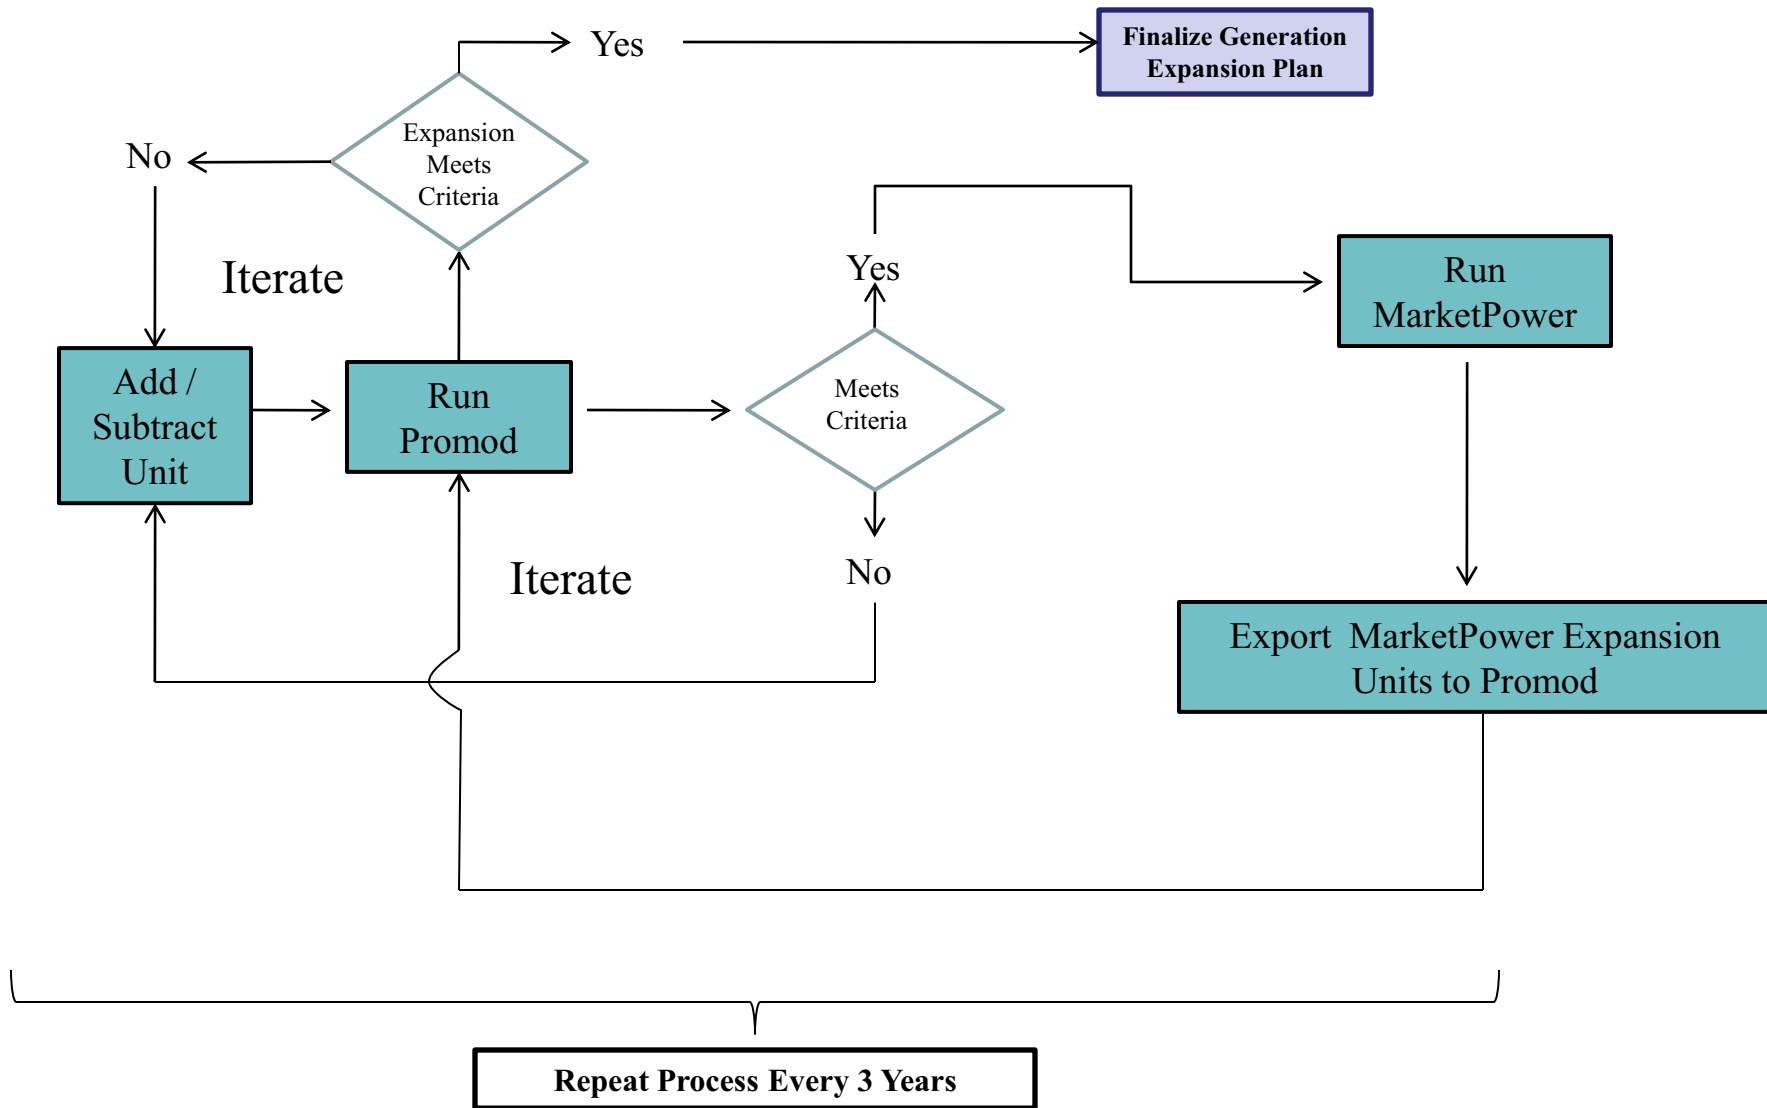 Yes
Finalize Generation
Expansion Plan
Expansion
Meets
Criteria
No
Iterate
Yes
Run
MarketPower
Add /
Subtract
Unit
Run
Promod
Meets
Criteria
Iterate
No
Export  MarketPower Expansion
Units to Promod
Repeat Process Every 3 Years